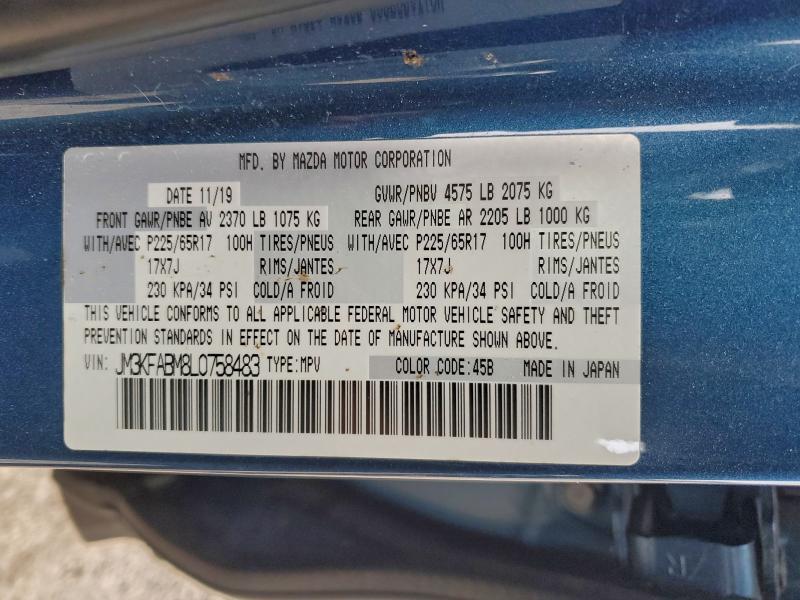 MFD. BY MAZDA MOTOR CORPORATION
DATE 11/19 GVWR/PNBV 4575 LB 2075 KG
FRONT GAWR/PNBE AV 2370 LB 1075 KG REAR GAWR/PNBE AR 2205 LB 1000 KG
WITH/AVEC P225/65R17 100H TIRES/PNEUS WITH/AVEC P225/65R17 100H TIRES/PNEUS
17X7J RIMS/JANTES 17X7J RIMS/JANTES
230 KPA/34 PSI COLD/A FROID 230 KPA/34 PSI COLD/A FROID
THIS VEHICLE CONFORMS TO ALL APPLICABLE FEDERAL MOTOR VEHICLE SAFETY AND THEFT
PREVENTION STANDARDS IN EFFECT ON THE DATE OF MANUFACTURE SHOWN ABOVE.
VIN: JM3KFABM8L0758483 TYPE:MPV COLOR CODE:45B MADE IN JAPAN